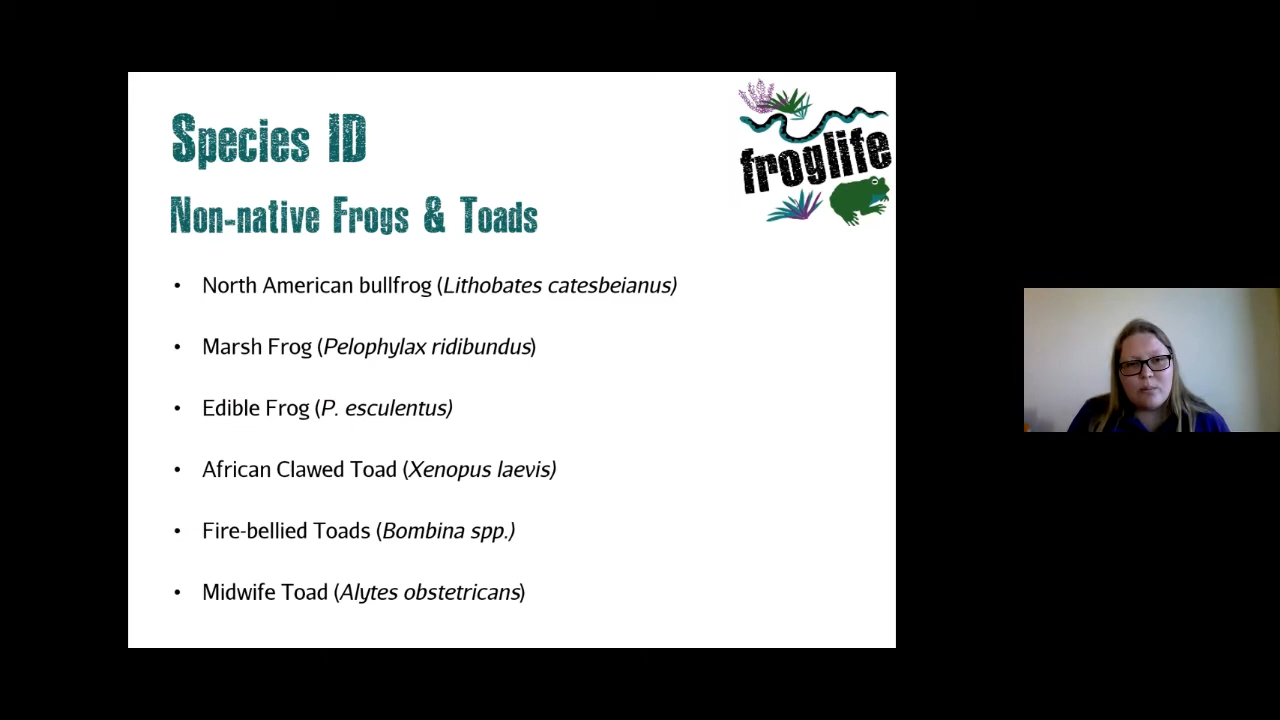 Species ID
froglife
Non-native Frogs & Toads
• North American bullfrog (Lithobates catesbeianus)
• Marsh Frog (Pelophylax ridibundus)
• Edible Frog (P. esculentus)
• African Clawed Toad (Xenopus laevis)
• Fire-bellied Toads (Bombina spp.)
• Midwife Toad (Alytes obstetricans)